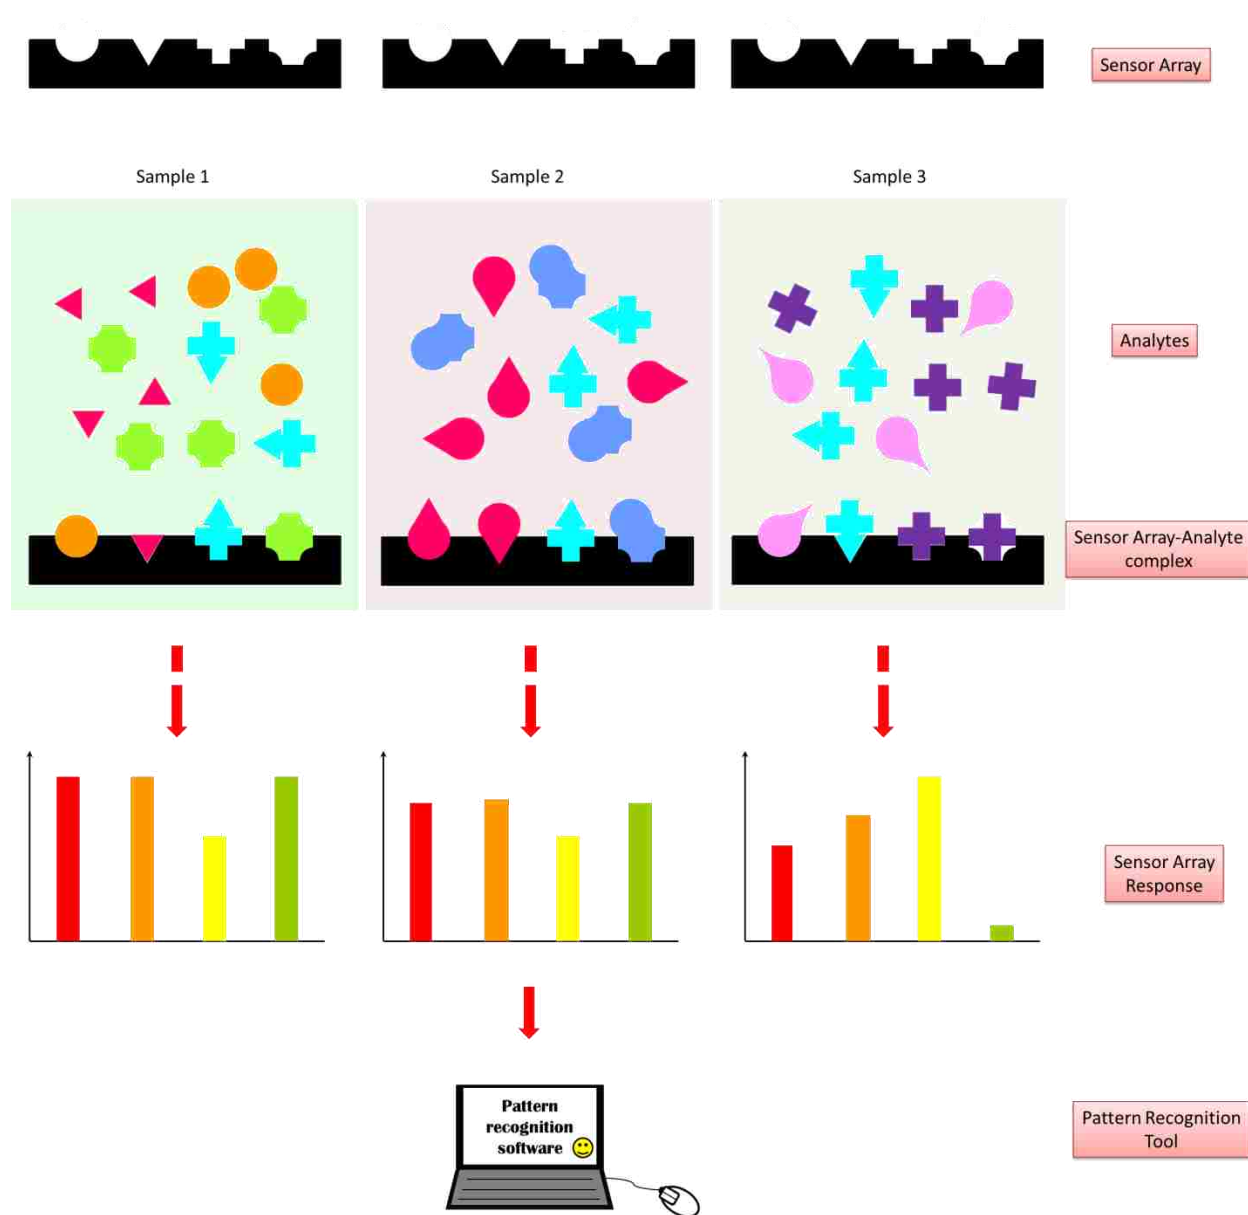 Sensor Array
Sample 1
Sample 2
Sample 3
Analytes
Sensor Array-Analyte
complex
Sensor Array
Response
Pattern
recognition
software
Pattern Recognition
Tool